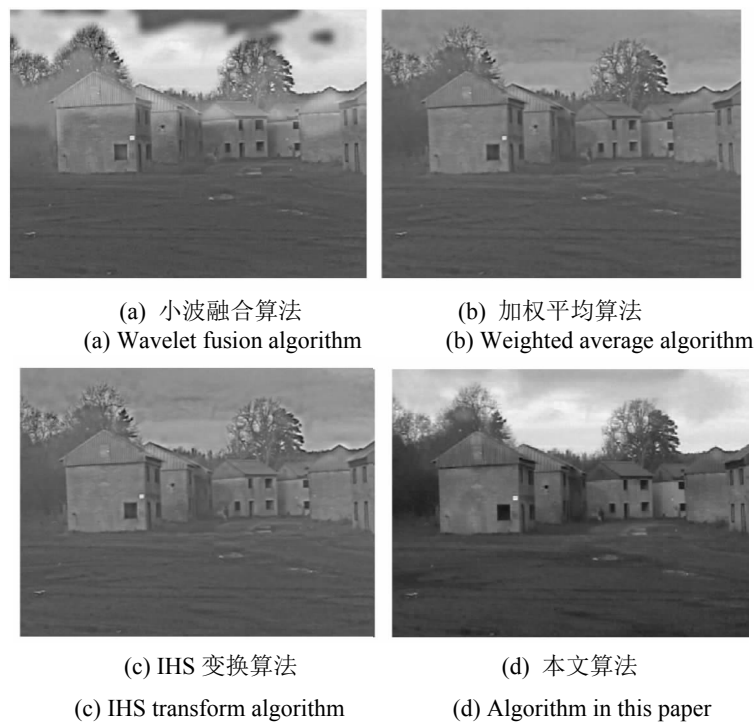 (a) 小波融合算法
(a) Wavelet fusion algorithm
(b) 加权平均算法
(b) Weighted average algorithm
(c) IHS 变换算法
(c) IHS transform algorithm
(d) 本文算法
(d) Algorithm in this paper